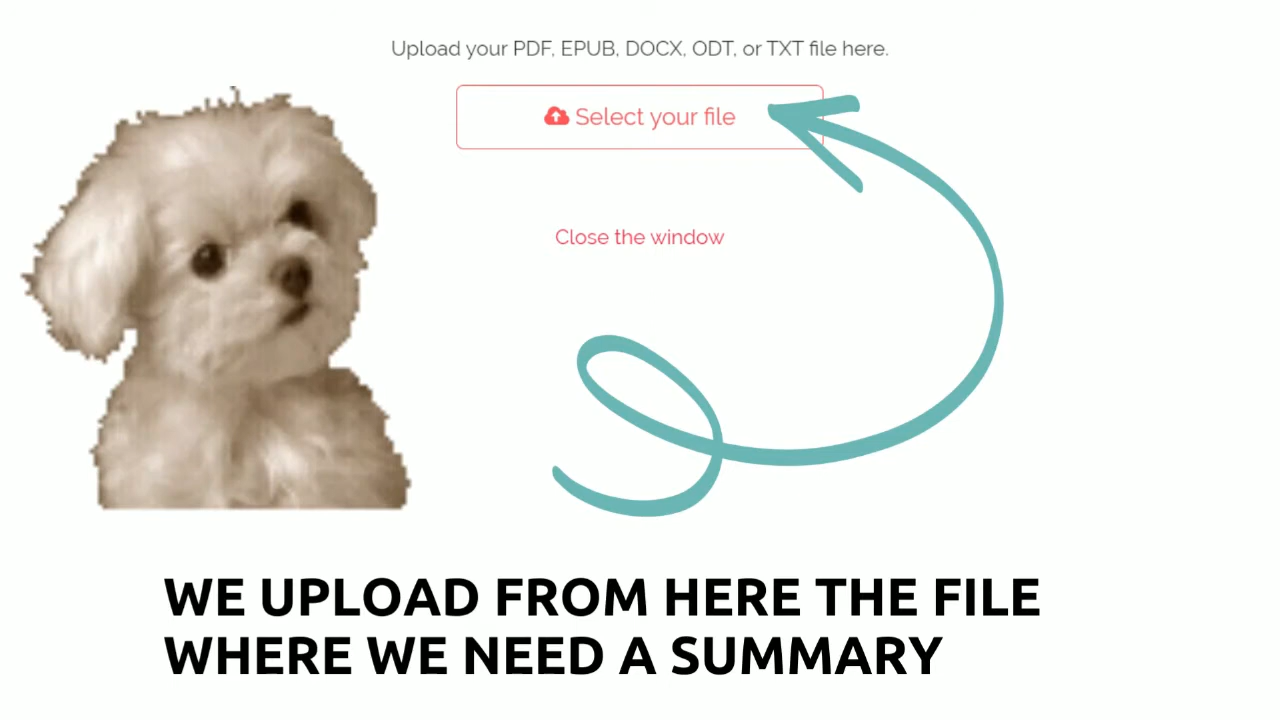 Upload your PDF, EPUB, DOCX, ODT, or TXT file here.
Select your file
Close the window
WE UPLOAD FROM HERE THE FILE
WHERE WE NEED A SUMMARY